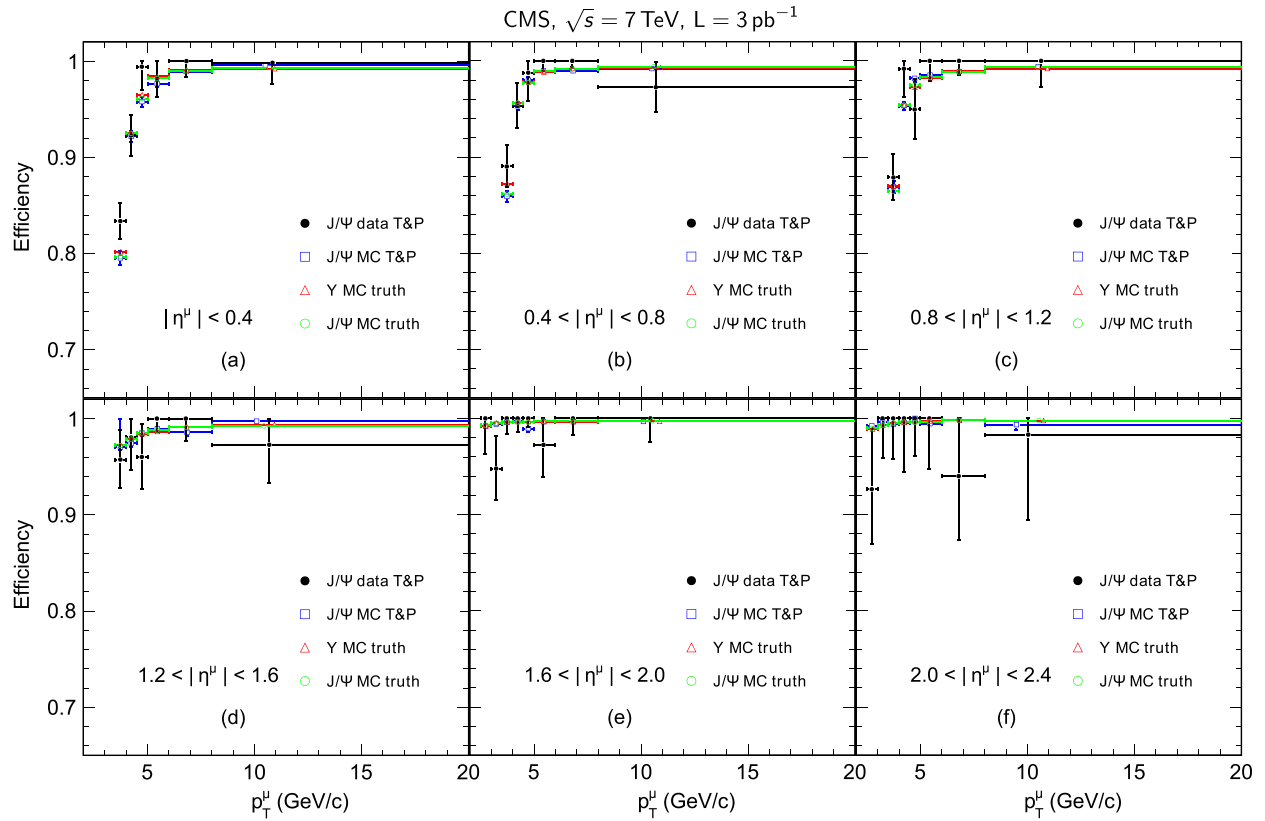 CMS, √s = 7 TeV, L = 3 pb⁻¹
Efficiency
1
0.9
0.8
0.7
J/Ψ data T&P
J/Ψ MC T&P
Υ MC truth
J/Ψ MC truth
| η^μ | < 0.4
(a)
J/Ψ data T&P
J/Ψ MC T&P
Υ MC truth
J/Ψ MC truth
0.4 < | η^μ | < 0.8
(b)
J/Ψ data T&P
J/Ψ MC T&P
Υ MC truth
J/Ψ MC truth
0.8 < | η^μ | < 1.2
(c)
Efficiency
1
0.9
0.8
0.7
J/Ψ data T&P
J/Ψ MC T&P
Υ MC truth
J/Ψ MC truth
1.2 < | η^μ | < 1.6
(d)
J/Ψ data T&P
J/Ψ MC T&P
Υ MC truth
J/Ψ MC truth
1.6 < | η^μ | < 2.0
(e)
J/Ψ data T&P
J/Ψ MC T&P
Υ MC truth
J/Ψ MC truth
2.0 < | η^μ | < 2.4
(f)
5 10 15 20 5 10 15 20 5 10 15 20
p_T^μ (GeV/c) p_T^μ (GeV/c) p_T^μ (GeV/c)